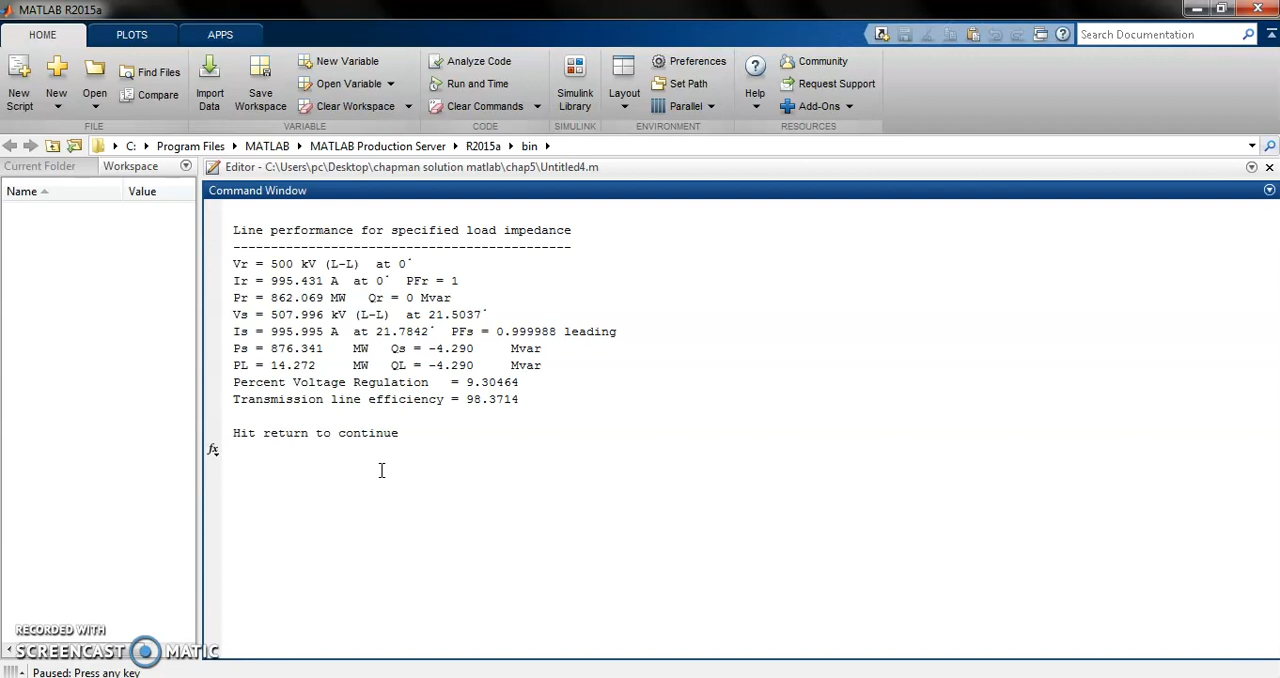 MATLAB R2015a
HOME PLOTS APPS
Search Documentation
New Script
New
Open
Find Files
Compare
Import Data
Save Workspace
New Variable
Open Variable
Clear Workspace
Analyze Code
Run and Time
Clear Commands
Simulink Library
Layout
Preferences
Set Path
Parallel
Help
Community
Request Support
Add-Ons
FILE VARIABLE CODE SIMULINK ENVIRONMENT RESOURCES
C: Program Files MATLAB MATLAB Production Server R2015a bin
Current Folder Workspace
Editor - C:\Users\pc\Desktop\chapman solution matlab\chap5\Untitled4.m
Name Value
Command Window
Line performance for specified load impedance
---------------------------------------------
Vr = 500 kV (L-L) at 0°
Ir = 995.431 A at 0° PFr = 1
Pr = 862.069 MW Qr = 0 Mvar
Vs = 507.996 kV (L-L) at 21.5037°
Is = 995.995 A at 21.7842° PFs = 0.999988 leading
Ps = 876.341 MW Qs = -4.290 Mvar
PL = 14.272 MW QL = -4.290 Mvar
Percent Voltage Regulation = 9.30464
Transmission line efficiency = 98.3714
Hit return to continue
fx
RECORDED WITH
SCREENCAST MATIC
Paused: Press any key